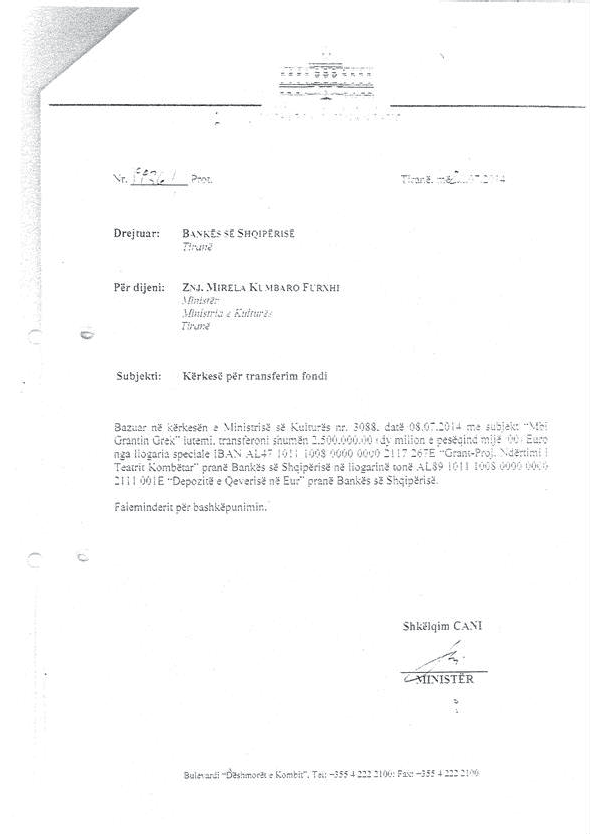 Nr. Prot.
Tiranë, më .07.2014
Drejtuar: BANKËS SË SHQIPËRISË
Tiranë
Për dijeni: ZNJ. MIRELA KUMBARO FURXHI
Ministër
Ministria e Kulturës
Tiranë
Subjekti: Kërkesë për transferim fondi
Bazuar në kërkesën e Ministrisë së Kulturës nr. 3088, datë 08.07.2014 me subjekt “Mbi
Grantin Grek” lutemi, transferoni shumën 2,500,000.00 (dy milion e pesëqind mijë 00) Euro
nga llogaria speciale IBAN AL47 1011 1008 0000 0000 2117 267E “Grant-Proj. Ndërtimi i
Teatrit Kombëtar” pranë Bankës së Shqipërisë në llogarinë tonë AL89 1011 1008 0000 0000
2111 001E “Depozitë e Qeverisë në Eur” pranë Bankës së Shqipërisë.
Faleminderit për bashkëpunimin.
Shkëlqim CANI
MINISTËR
Bulevardi “Dëshmorët e Kombit”, Tel: +355 4 222 2100; Fax: +355 4 222 2100